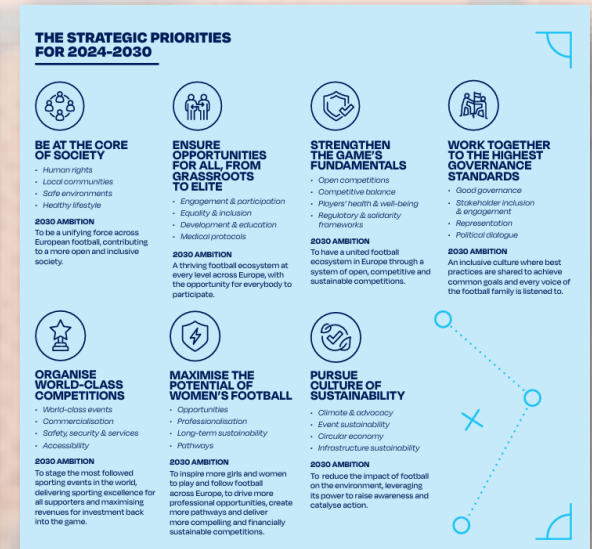 THE STRATEGIC PRIORITIES
FOR 2024-2030
BE AT THE CORE
OF SOCIETY
• Human rights
• Local communities
• Safe environments
• Healthy lifestyle
2030 AMBITION
To be a unifying force across
European football, contributing
to a more open and inclusive
society.
ENSURE
OPPORTUNITIES
FOR ALL, FROM
GRASSROOTS
TO ELITE
• Engagement & participation
• Equality & inclusion
• Development & education
• Medical protocols
2030 AMBITION
A thriving football ecosystem at
every level across Europe, with
the opportunity for everybody to
participate.
STRENGTHEN
THE GAME'S
FUNDAMENTALS
• Open competitions
• Competitive balance
• Players' health & well-being
• Regulatory & solidarity
frameworks
2030 AMBITION
To have a united football
ecosystem in Europe through a
system of open, competitive and
sustainable competitions.
WORK TOGETHER
TO THE HIGHEST
GOVERNANCE
STANDARDS
• Good governance
• Stakeholder inclusion
& engagement
• Representation
• Political dialogue
2030 AMBITION
An inclusive culture where best
practices are shared to achieve
common goals and every voice of
the football family is listened to.
ORGANISE
WORLD-CLASS
COMPETITIONS
• World-class events
• Commercialisation
• Safety, security & services
• Accessibility
2030 AMBITION
To stage the most followed
sporting events in the world,
delivering sporting excellence for
all supporters and maximising
revenues for investment back
into the game.
MAXIMISE THE
POTENTIAL OF
WOMEN'S FOOTBALL
• Opportunities
• Professionalisation
• Long-term sustainability
• Pathways
2030 AMBITION
To inspire more girls and women
to play and follow football
across Europe, to drive more
professional opportunities, create
more pathways and deliver
more compelling and financially
sustainable competitions.
PURSUE
CULTURE OF
SUSTAINABILITY
• Climate & advocacy
• Event sustainability
• Circular economy
• Infrastructure sustainability
2030 AMBITION
To reduce the impact of football
on the environment, leveraging
its power to raise awareness and
catalyse action.